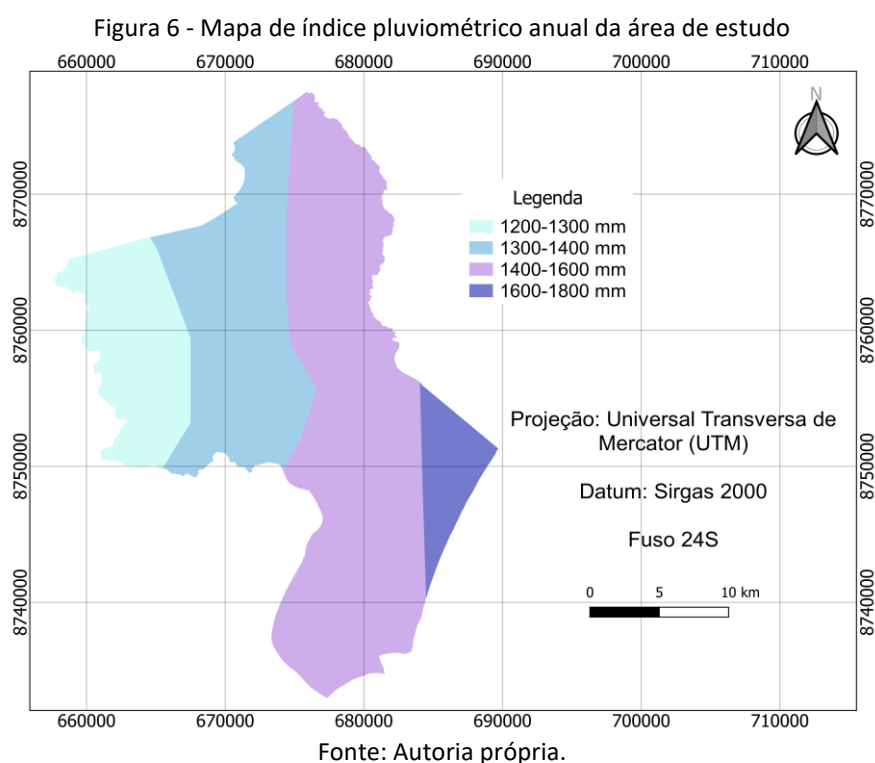 Figura 6 - Mapa de índice pluviométrico anual da área de estudo
660000 670000 680000 690000 700000 710000
N
8770000 8770000
Legenda
1200-1300 mm
1300-1400 mm
1400-1600 mm
1600-1800 mm
8760000 8760000
Projeção: Universal Transversa de
Mercator (UTM)
8750000 8750000
Datum: Sirgas 2000
Fuso 24S
0 5 10 km
8740000 8740000
660000 670000 680000 690000 700000 710000
Fonte: Autoria própria.